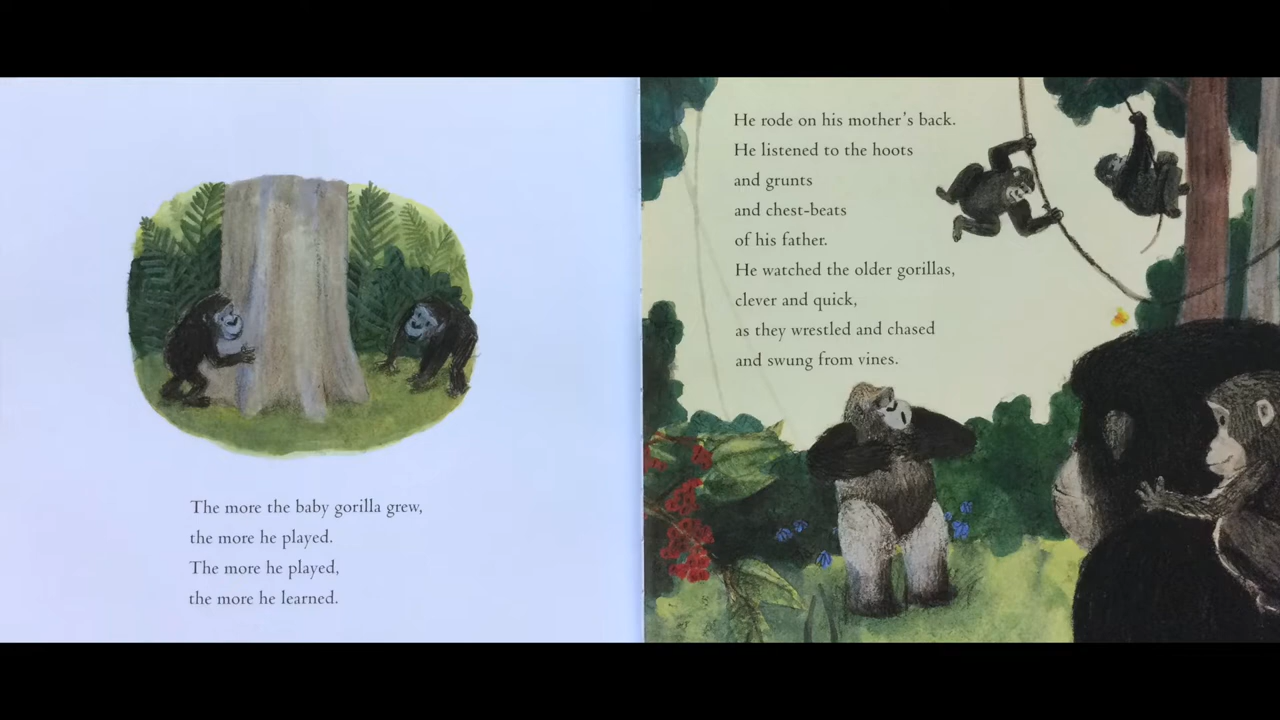 The more the baby gorilla grew,
the more he played.
The more he played,
the more he learned.
He rode on his mother's back.
He listened to the hoots
and grunts
and chest-beats
of his father.
He watched the older gorillas,
clever and quick,
as they wrestled and chased
and swung from vines.